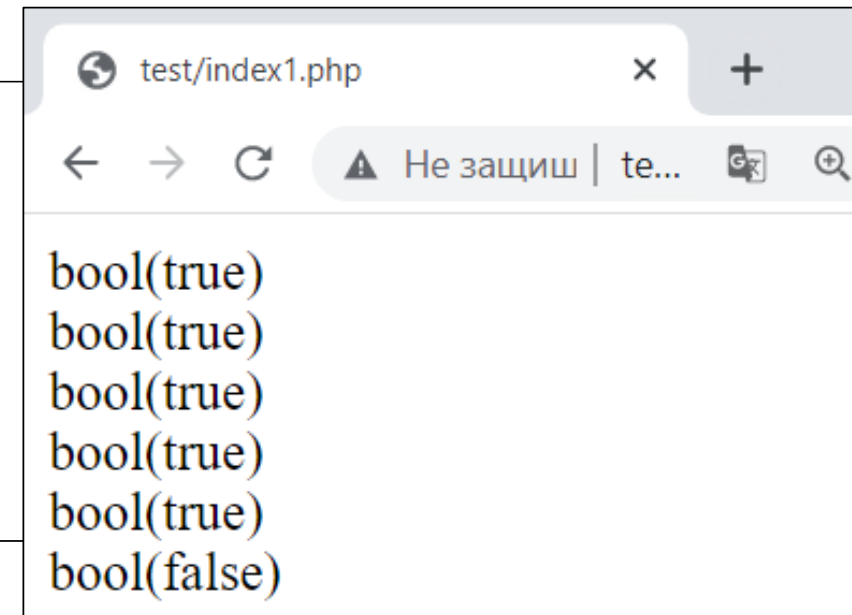 test/index1.php
Не защищ | te...
bool(true)
bool(true)
bool(true)
bool(true)
bool(true)
bool(false)